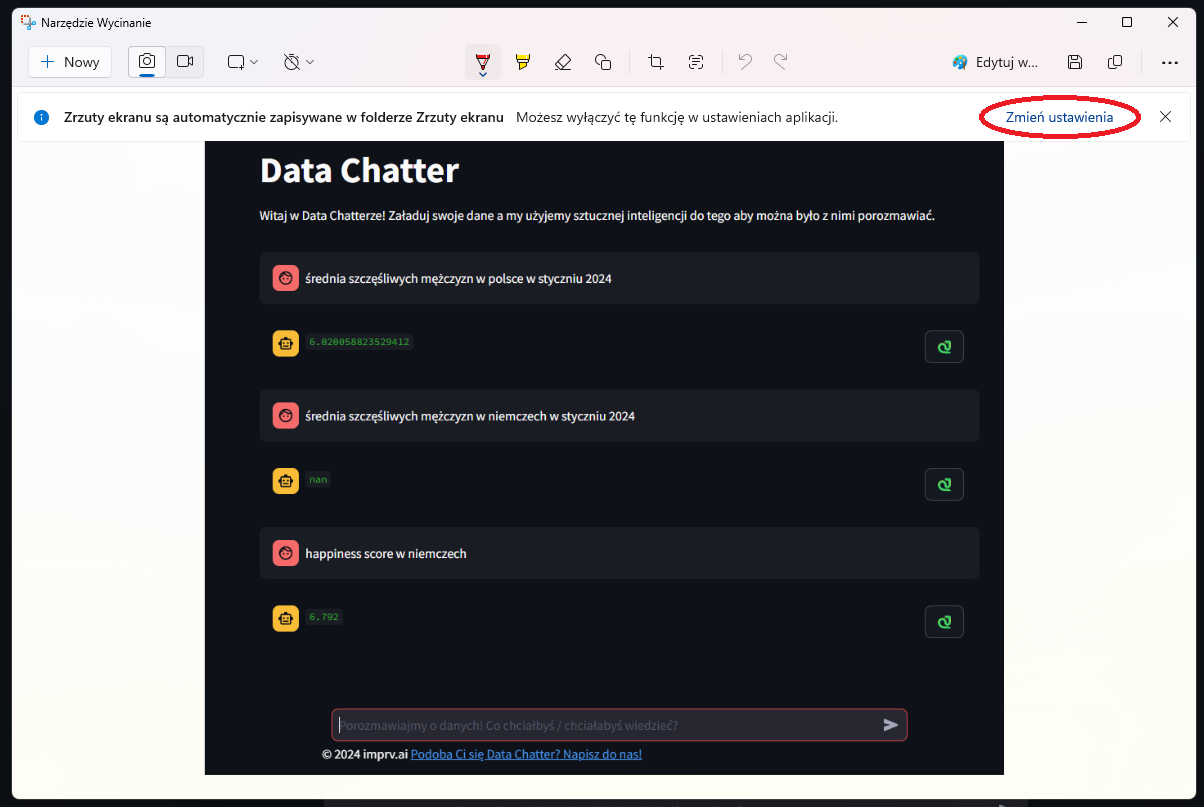 Narzędzie Wycinanie
Nowy
Edytuj w...
Zrzuty ekranu są automatycznie zapisywane w folderze Zrzuty ekranu Możesz wyłączyć tę funkcję w ustawieniach aplikacji. Zmień ustawienia
Data Chatter
Witaj w Data Chatterze! Załaduj swoje dane a my użyjemy sztucznej inteligencji do tego aby można było z nimi porozmawiać.
średnia szczęśliwych mężczyzn w polsce w styczniu 2024
6.020058823529412
średnia szczęśliwych mężczyzn w niemczech w styczniu 2024
nan
happiness score w niemczech
6.792
Porozmawiajmy o danych! Co chciałbyś / chciałabyś wiedzieć?
© 2024 imprv.ai Podoba Ci się Data Chatter? Napisz do nas!